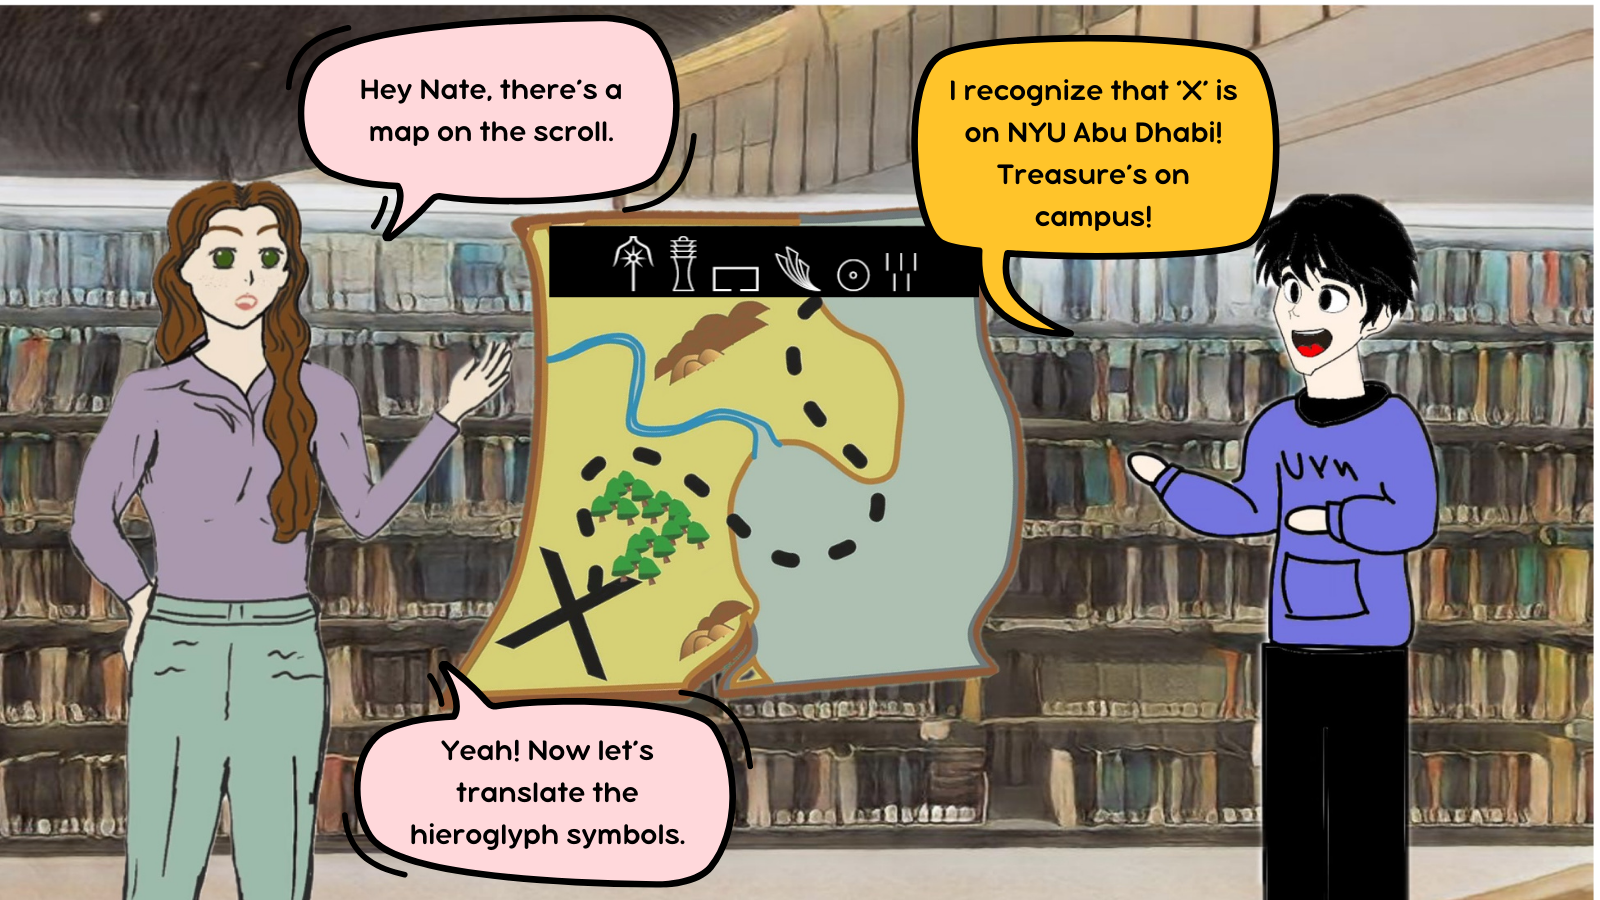 Hey Nate, there's a
map on the scroll.
I recognize that 'X' is
on NYU Abu Dhabi!
Treasure's on
campus!
Yeah! Now let's
translate the
hieroglyph symbols.